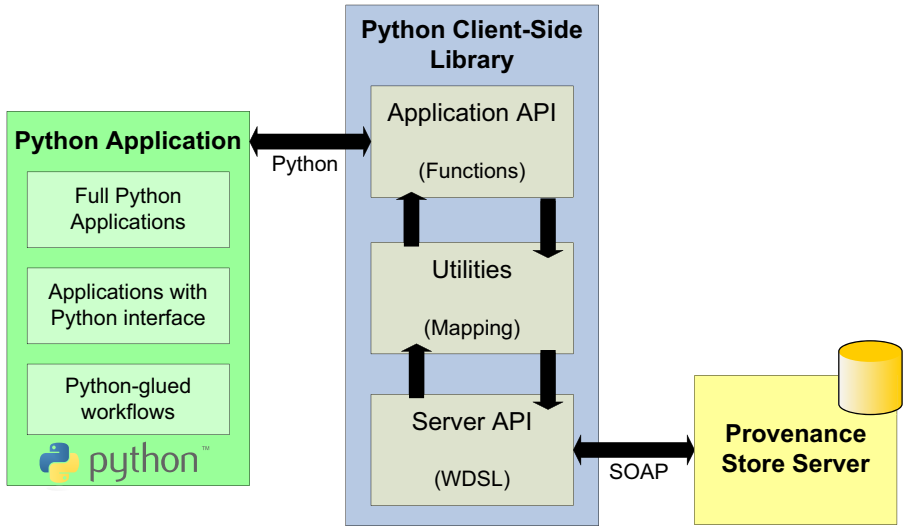 Python Client-Side
Library
Application API
(Functions)
Python Application
Python
Full Python
Applications
Utilities
(Mapping)
Applications with
Python interface
Python-glued
workflows
python™
Server API
(WDSL)
SOAP
Provenance
Store Server